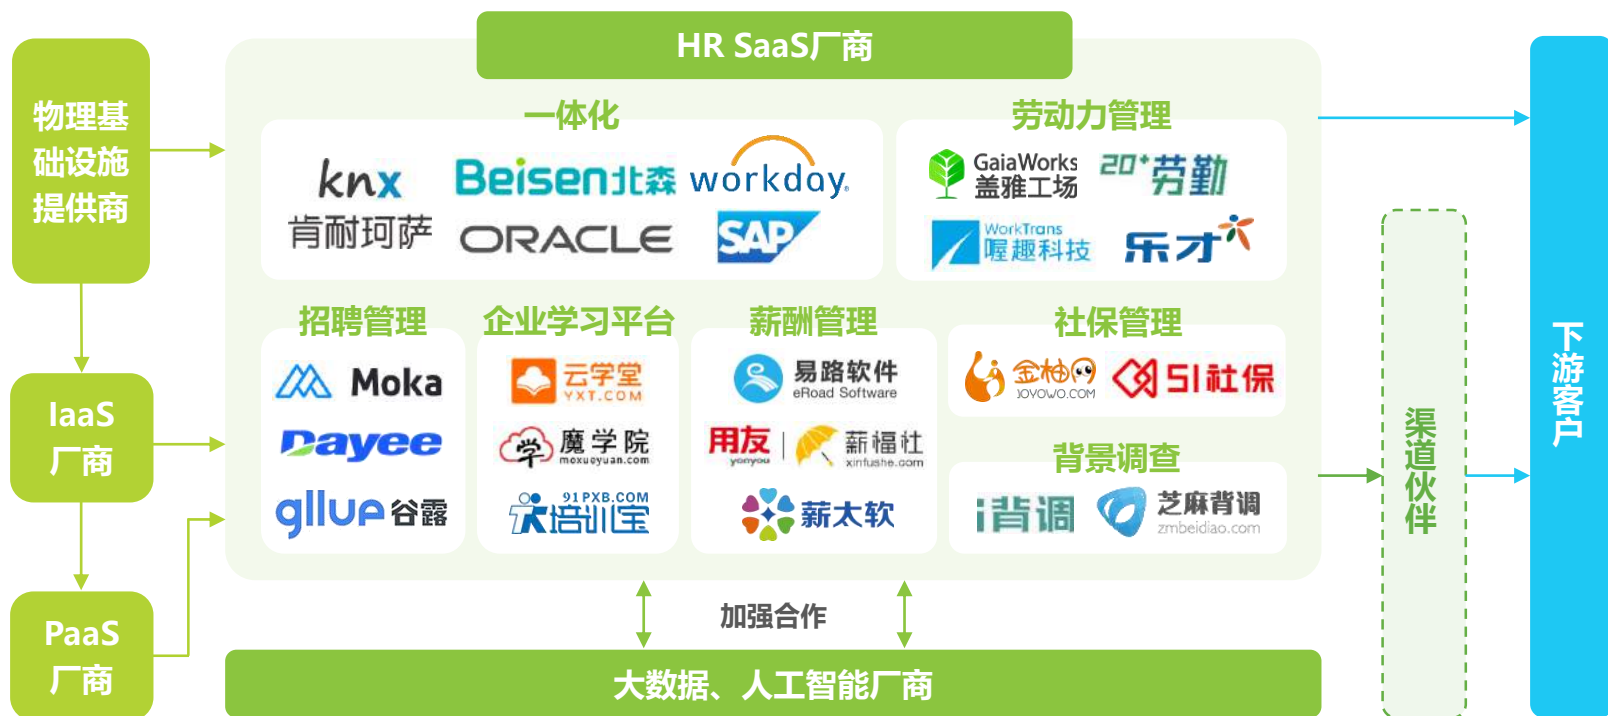 HR SaaS厂商
物理基
础设施
提供商
IaaS
厂商
PaaS
厂商
一体化
knx
肯耐珂萨
Beisen北森
workday
ORACLE
SAP
劳动力管理
GaiaWorks
盖雅工场
20+劳勤
WorkTrans
喔趣科技
乐才
招聘管理
Moka
Dayee
gllue谷露
企业学习平台
云学堂
YXT.COM
学
魔学院
moxueyuan.com
91PXB.COM
培训宝
薪酬管理
易路软件
eRoad Software
用友
yonyou
薪福社
xinfushe.com
薪太软
社保管理
金柚网
JOYOWO.COM
51社保
背景调查
i背调
芝麻背调
zmbeidiao.com
加强合作
大数据、人工智能厂商
渠道伙伴
下游客户